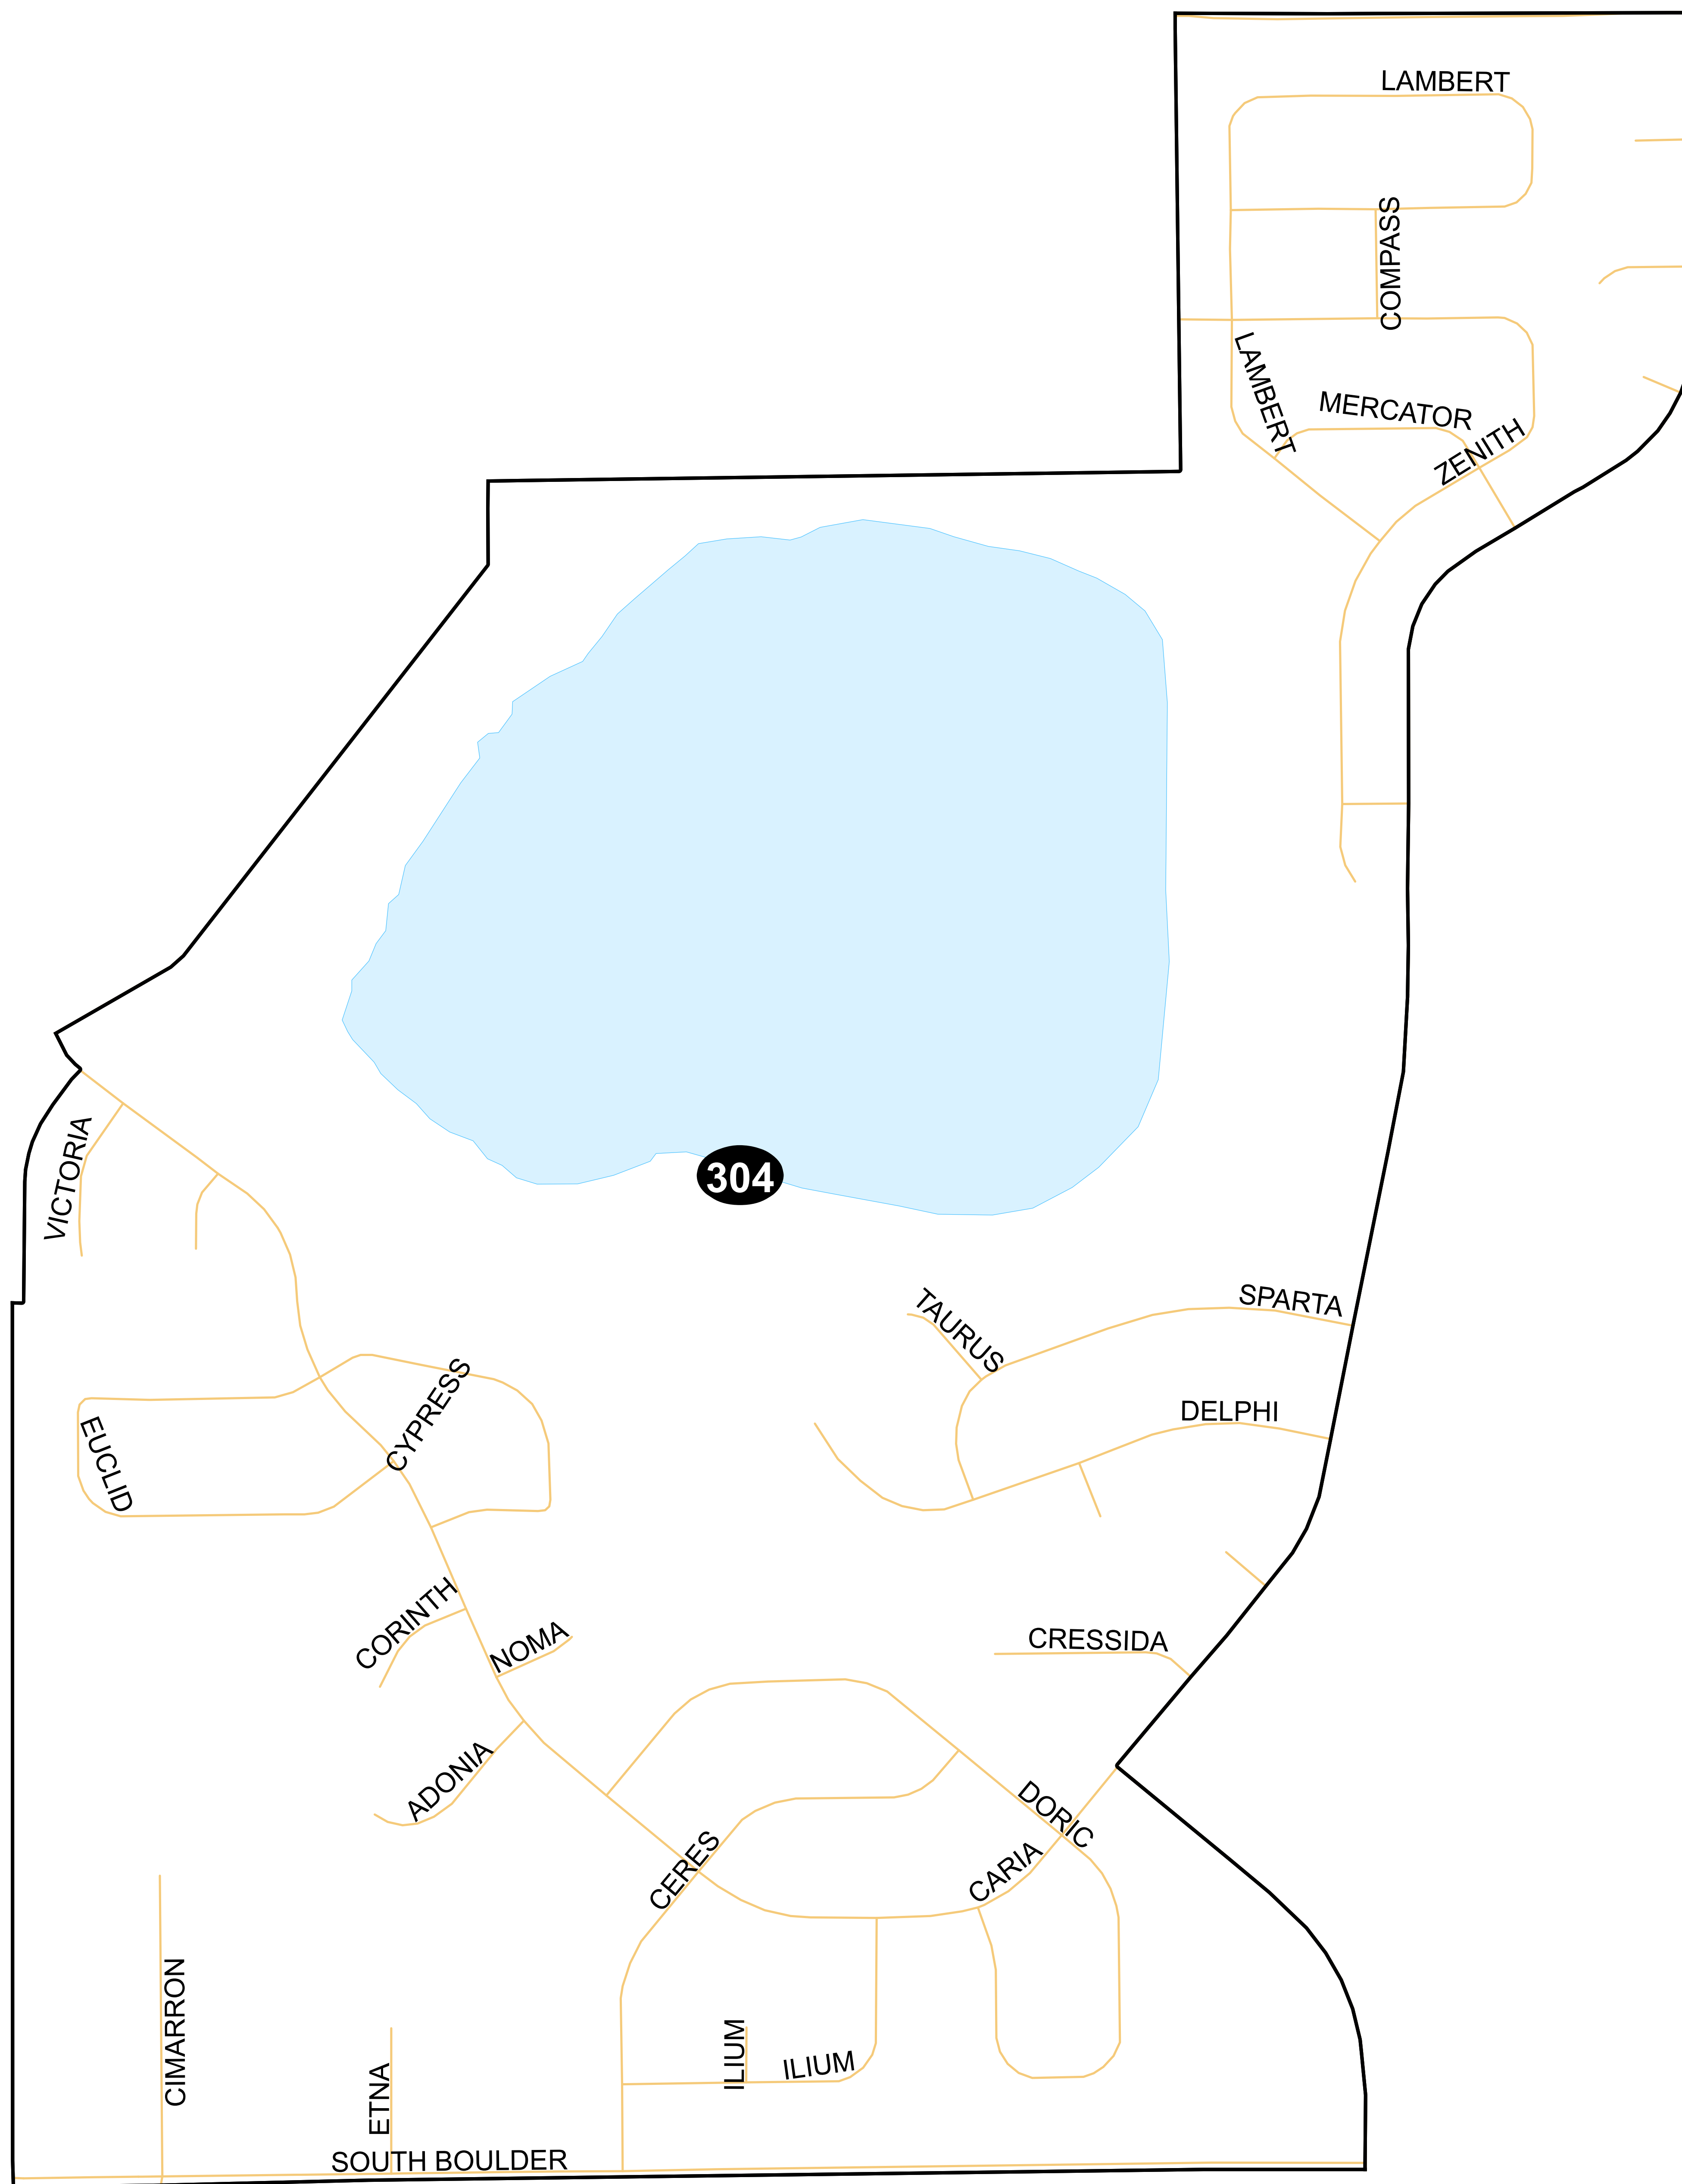 LAMBERT
COMPASS
LAMBERT
MERCATOR
ZENITH
VICTORIA
304
TAURUS
SPARTA
CYPRESS
DELPHI
EUCLID
CORINTH
NOMA
CRESSIDA
ADONIA
DORIC
CERES
CARIA
CIMARRON
ILIUM
ILIUM
ETNA
SOUTH BOULDER